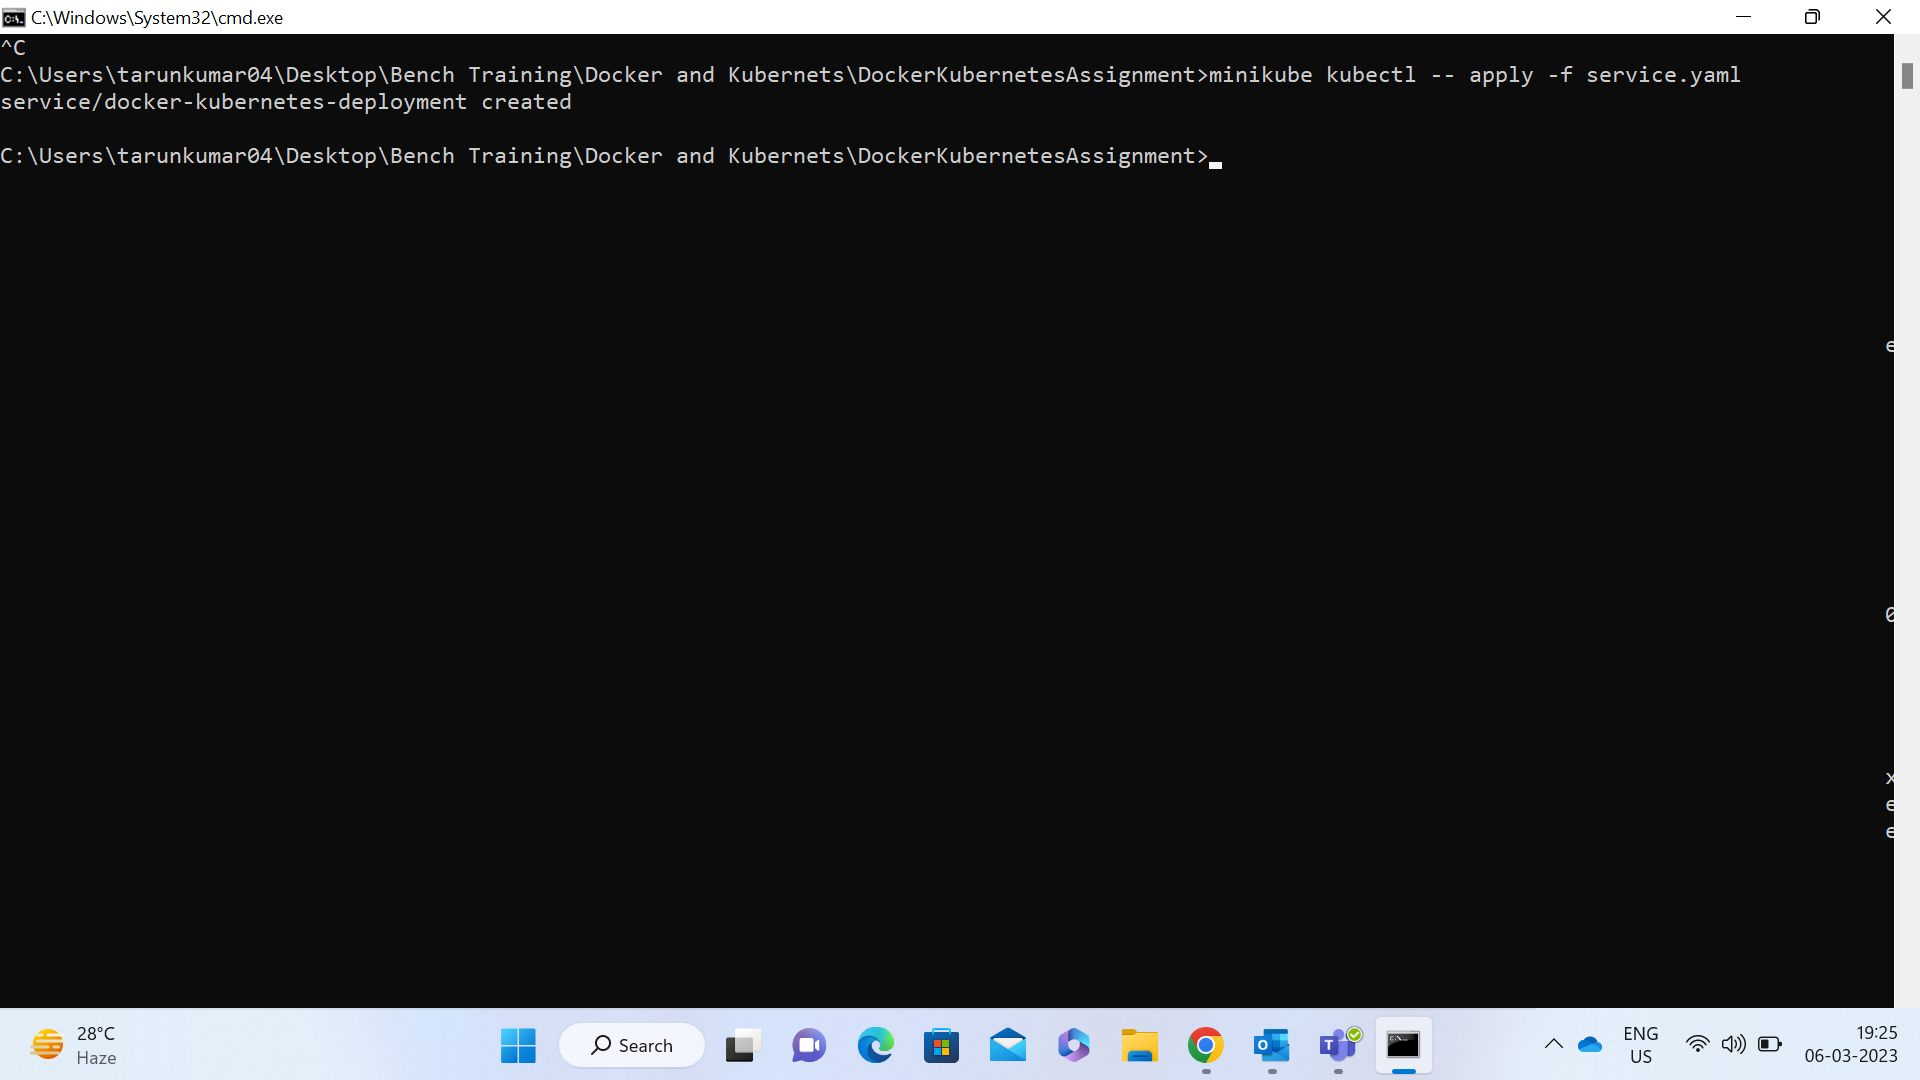 C:\Windows\System32\cmd.exe
^C
C:\Users\tarunkumar04\Desktop\Bench Training\Docker and Kubernets\DockerKubernetesAssignment>minikube kubectl -- apply -f service.yaml
service/docker-kubernetes-deployment created
C:\Users\tarunkumar04\Desktop\Bench Training\Docker and Kubernets\DockerKubernetesAssignment>
28°C
Haze
Search
ENG
US
19:25
06-03-2023